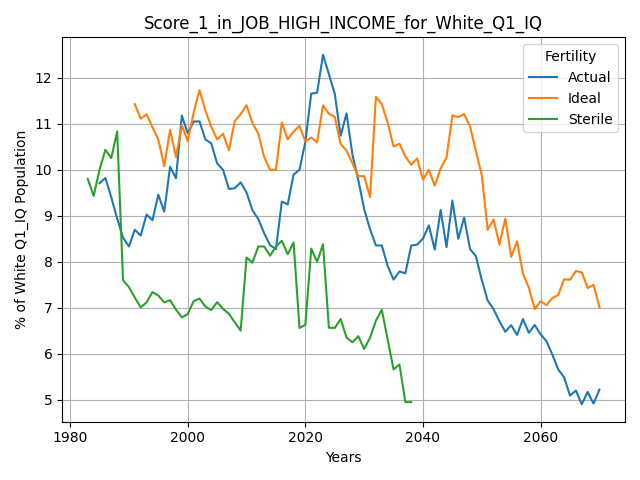 Score_1_in_JOB_HIGH_INCOME_for_White_Q1_IQ
Fertility
Actual
Ideal
Sterile
% of White Q1_IQ Population
12
11
10
9
8
7
6
5
1980
2000
2020
2040
2060
Years